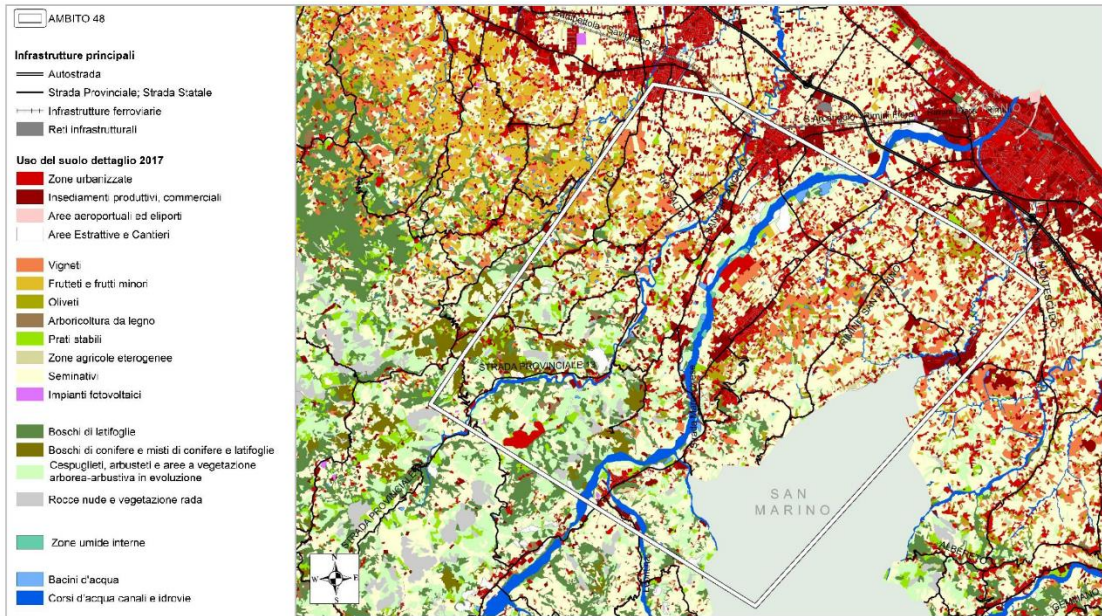 AMBITO 48
Infrastrutture principali
Autostrada
Strada Provinciale; Strada Statale
Infrastrutture ferroviarie
Reti infrastrutturali
Uso del suolo dettaglio 2017
Zone urbanizzate
Insediamenti produttivi, commerciali
Aree aeroportuali ed eliporti
Aree Estrattive e Cantieri
Vigneti
Frutteti e frutti minori
Oliveti
Arboricoltura da legno
Prati stabili
Zone agricole eterogenee
Seminativi
Impianti fotovoltaici
Boschi di latifoglie
Boschi di conifere e misti di conifere e latifoglie
Cespuglieti, arbusteti e aree a vegetazione
arborea-arbustiva in evoluzione
Rocce nude e vegetazione rada
Zone umide interne
Bacini d'acqua
Corsi d'acqua canali e idrovie
STRADA PROVINCIALE
STRADA PROVINCIALE
SAN
MARINO
N
W E
S